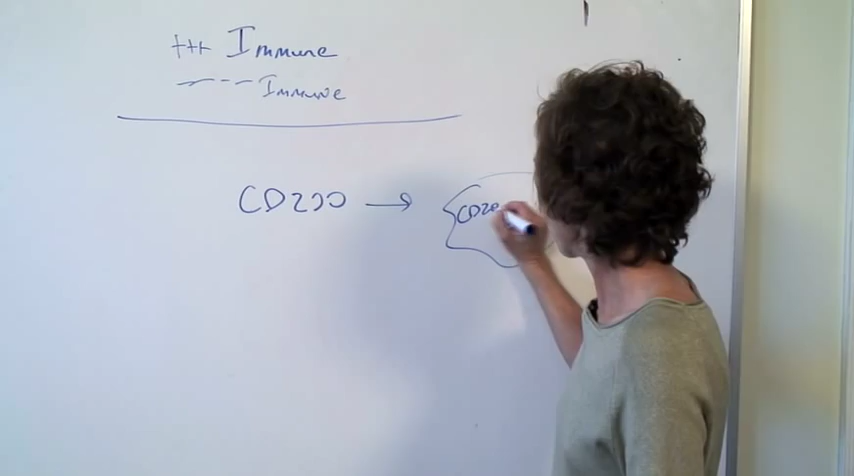 +++ Immune
--- Immune
CD200 → CD20